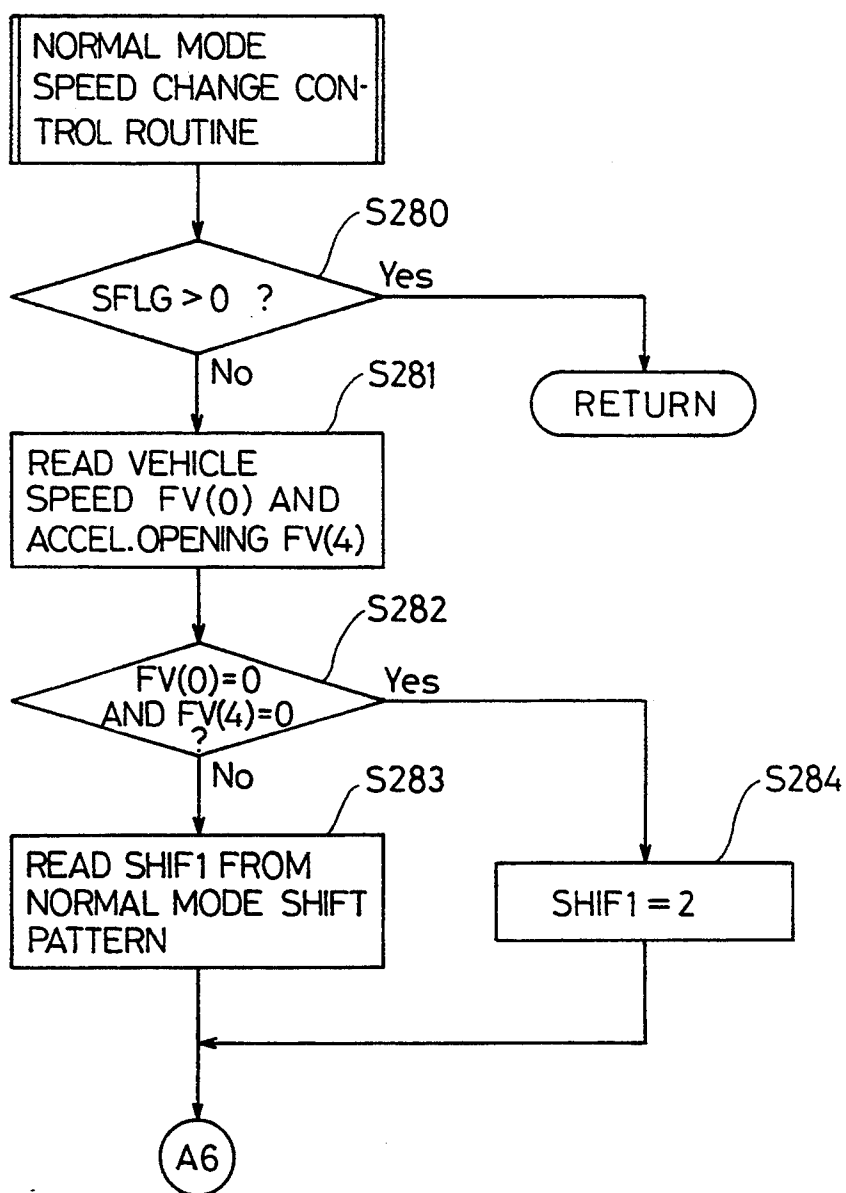 NORMAL MODE
SPEED CHANGE CON-
TROL ROUTINE
S280
SFLG > 0 ?
Yes
No
RETURN
S281
READ VEHICLE
SPEED FV(0) AND
ACCEL.OPENING FV(4)
S282
FV(0)=0
AND FV(4)=0
?
Yes
No
S283
READ SHIF1 FROM
NORMAL MODE SHIFT
PATTERN
S284
SHIF1 = 2
A6